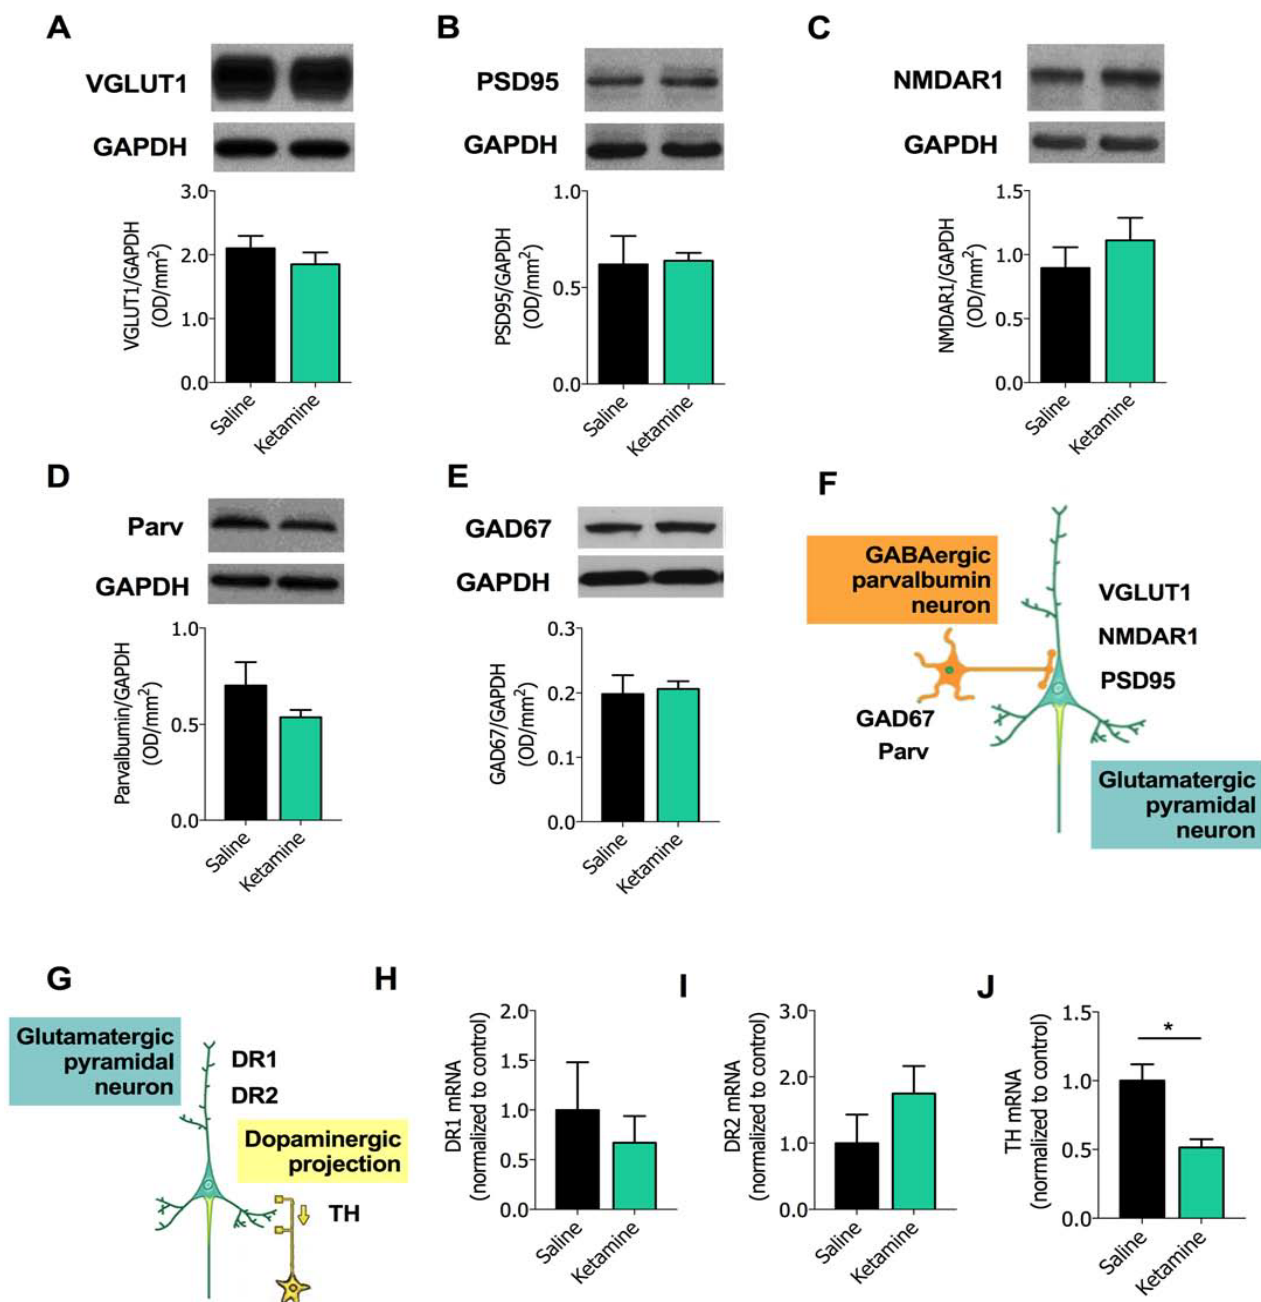 A
VGLUT1
GAPDH
3.0
2.0
1.0
0.0
VGLUT1/GAPDH
(OD/mm²)
Saline
Ketamine
B
PSD95
GAPDH
1.0
0.5
0.0
PSD95/GAPDH
(OD/mm²)
Saline
Ketamine
C
NMDAR1
GAPDH
1.5
1.0
0.5
0.0
NMDAR1/GAPDH
(OD/mm²)
Saline
Ketamine
D
Parv
GAPDH
1.0
0.5
0.0
Parvalbumin/GAPDH
(OD/mm²)
Saline
Ketamine
E
GAD67
GAPDH
0.3
0.2
0.1
0.0
GAD67/GAPDH
(OD/mm²)
Saline
Ketamine
F
GABAergic
parvalbumin
neuron
VGLUT1
NMDAR1
PSD95
GAD67
Parv
Glutamatergic
pyramidal
neuron
G
Glutamatergic
pyramidal
neuron
DR1
DR2
Dopaminergic
projection
TH
H
2.0
1.5
1.0
0.5
0.0
DR1 mRNA
(normalized to control)
Saline
Ketamine
I
3.0
2.0
1.0
0.0
DR2 mRNA
(normalized to control)
Saline
Ketamine
J
1.5
1.0
0.5
0.0
TH mRNA
(normalized to control)
*
Saline
Ketamine